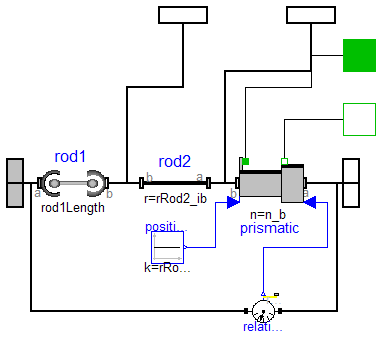 rod1
rod2
a
b
b
a
b
a
rod1Length
r=rRod2_ib
n=n_b
positi...
prismatic
k=rRo...
relati...